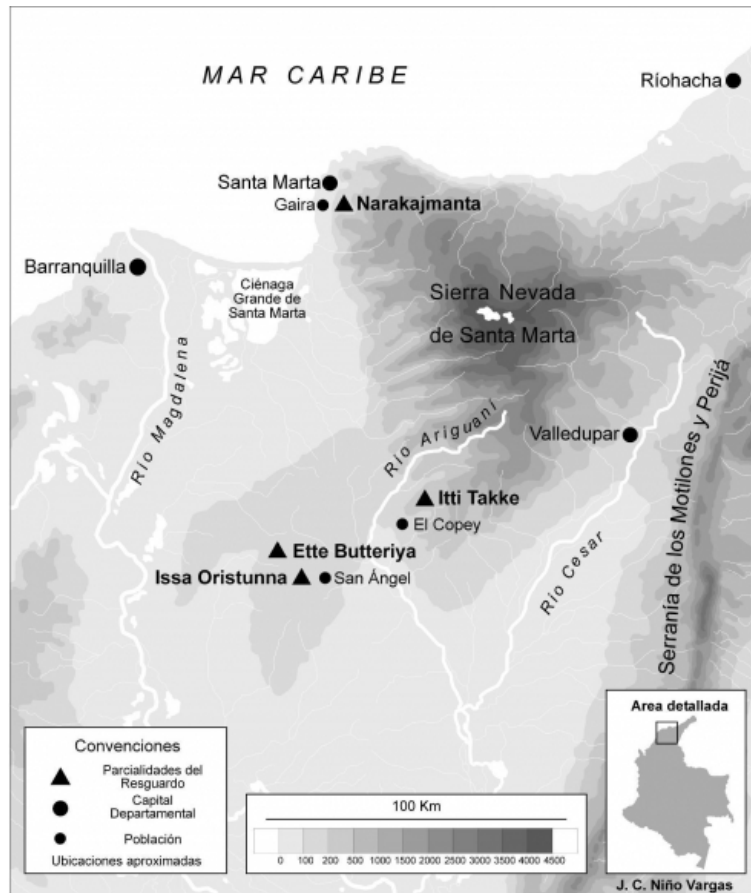 MAR CARIBE
Ríohacha
Santa Marta
Gaira
Narakajmanta
Barranquilla
Ciénaga
Grande de
Santa Marta
Sierra Nevada
de Santa Marta
Río Magdalena
Río Ariguaní
Valledupar
Serranía de los Motilones y Perijá
Itti Takke
El Copey
Ette Butteriya
Issa Oristunna
San Ángel
Río Cesar
Convenciones
Parcialidades del
Resguardo
Capital
Departamental
Población
Ubicaciones aproximadas
100 Km
0 100 200 500 1000 1500 2000 2500 3000 3500 4000 4500
Area detallada
J. C. Niño Vargas